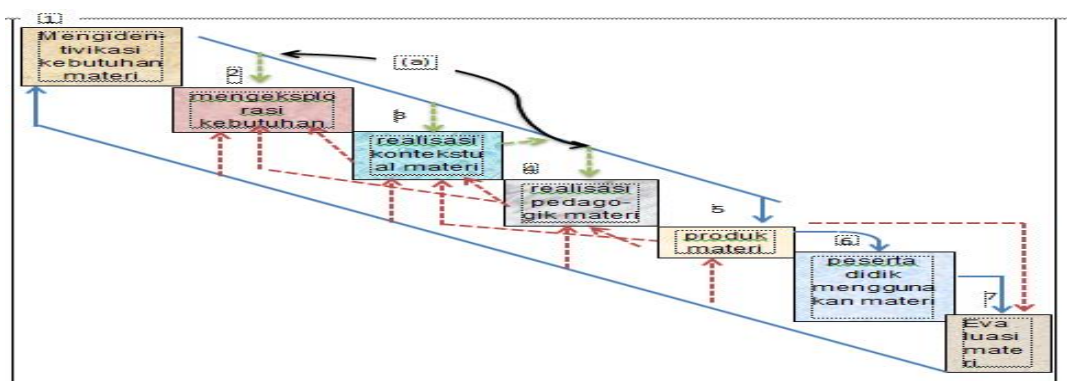 1
Mengiden-
tivikasi
kebutuhan
materi
(a)
2
mengeksplo
rasi
kebutuhan
3
realisasi
kontekstu
al materi
4
realisasi
pedago-
gik materi
5
produk
materi
6
peserta
didik
mengguna
kan materi
7
Eva
luasi
mate
ri.